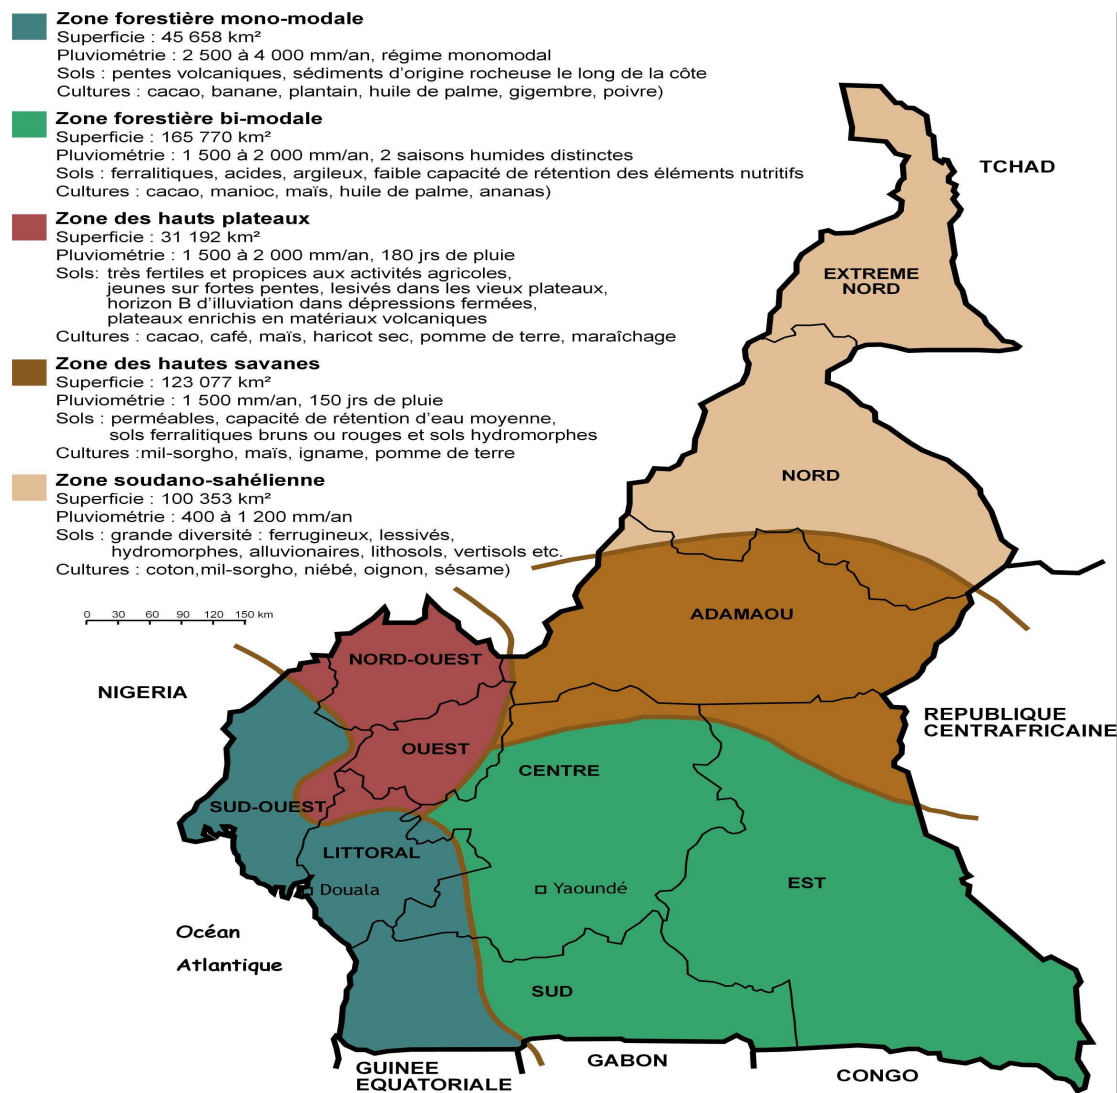 Zone forestière mono-modale
Superficie : 45 658 km²
Pluviométrie : 2 500 à 4 000 mm/an, régime monomodal
Sols : pentes volcaniques, sédiments d'origine rocheuse le long de la côte
Cultures : cacao, banane, plantain, huile de palme, gigembre, poivre)
Zone forestière bi-modale
Superficie : 165 770 km²
Pluviométrie : 1 500 à 2 000 mm/an, 2 saisons humides distinctes
Sols : ferralitiques, acides, argileux, faible capacité de rétention des éléments nutritifs
Cultures : cacao, manioc, maïs, huile de palme, ananas)
Zone des hauts plateaux
Superficie : 31 192 km²
Pluviométrie : 1 500 à 2 000 mm/an, 180 jrs de pluie
Sols: très fertiles et propices aux activités agricoles,
jeunes sur fortes pentes, lesivés dans les vieux plateaux,
horizon B d'illuviation dans dépressions fermées,
plateaux enrichis en matériaux volcaniques
Cultures : cacao, café, maïs, haricot sec, pomme de terre, maraîchage
Zone des hautes savanes
Superficie : 123 077 km²
Pluviométrie : 1 500 mm/an, 150 jrs de pluie
Sols : perméables, capacité de rétention d'eau moyenne,
sols ferralitiques bruns ou rouges et sols hydromorphes
Cultures :mil-sorgho, maïs, igname, pomme de terre
Zone soudano-sahélienne
Superficie : 100 353 km²
Pluviométrie : 400 à 1 200 mm/an
Sols : grande diversité : ferrugineux, lessivés,
hydromorphes, alluvionaires, lithosols, vertisols etc.
Cultures : coton,mil-sorgho, niébé, oignon, sésame)
0 30 60 90 120 150 km
TCHAD
EXTREME
NORD
NORD
ADAMAOU
NORD-OUEST
NIGERIA
REPUBLIQUE
CENTRAFRICAINE
OUEST
CENTRE
SUD-OUEST
LITTORAL
EST
Douala
Yaoundé
Océan
Atlantique
SUD
GUINEE
EQUATORIALE
GABON
CONGO